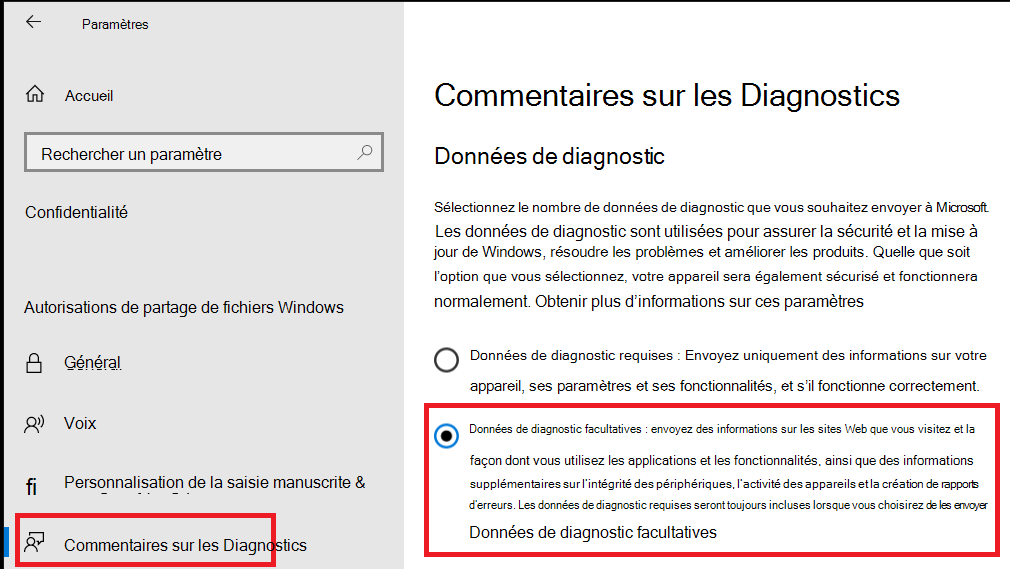 Paramètres
Accueil
Rechercher un paramètre
Confidentialité
Autorisations de partage de fichiers Windows
Général
Voix
fi Personnalisation de la saisie manuscrite &
Commentaires sur les Diagnostics
Commentaires sur les Diagnostics
Données de diagnostic
Sélectionnez le nombre de données de diagnostic que vous souhaitez envoyer à Microsoft.
Les données de diagnostic sont utilisées pour assurer la sécurité et la mise à
jour de Windows, résoudre les problèmes et améliorer les produits. Quelle que soit
l'option que vous sélectionnez, votre appareil sera également sécurisé et fonctionnera
normalement. Obtenir plus d'informations sur ces paramètres
Données de diagnostic requises : Envoyez uniquement des informations sur votre
appareil, ses paramètres et ses fonctionnalités, et s'il fonctionne correctement.
Données de diagnostic facultatives : envoyez des informations sur les sites Web que vous visitez et la
façon dont vous utilisez les applications et les fonctionnalités, ainsi que des informations
supplémentaires sur l'intégrité des périphériques, l'activité des appareils et la création de rapports
d'erreurs. Les données de diagnostic requises seront toujours incluses lorsque vous choisirez de les envoyer
Données de diagnostic facultatives